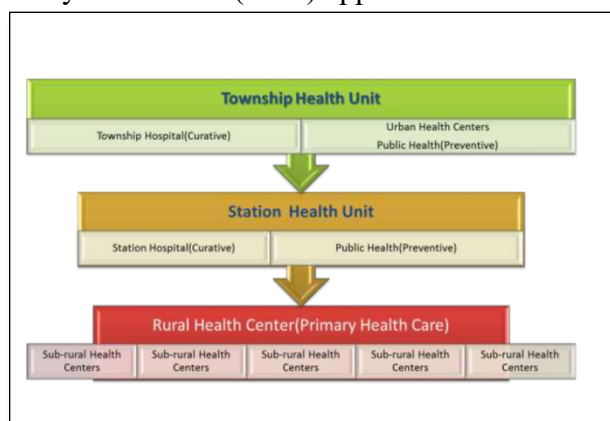 Township Health Unit
Township Hospital(Curative)
Urban Health Centers
Public Health(Preventive)
Station Health Unit
Station Hospital(Curative)
Public Health(Preventive)
Rural Health Center(Primary Health Care)
Sub-rural Health
Centers
Sub-rural Health
Centers
Sub-rural Health
Centers
Sub-rural Health
Centers
Sub-rural Health
Centers